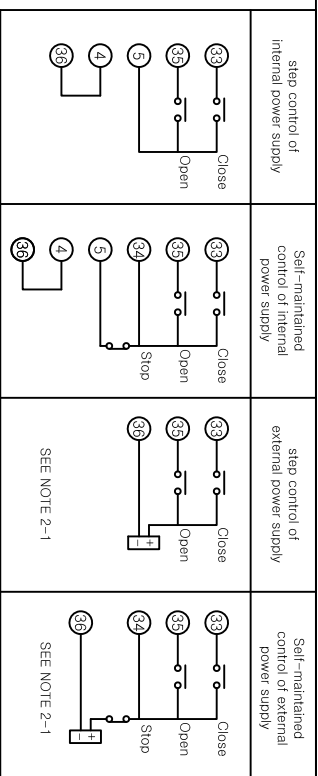 step control of
internal power supply
33
35
5
4
36
Close
Open
Self-maintained
control of internal
power supply
33
35
34
5
4
36
Close
Open
Stop
step control of
external power supply
33
35
36
Close
Open
+
−
SEE NOTE 2-1
Self-maintained
control of external
power supply
33
35
34
36
Close
Open
Stop
+
−
SEE NOTE 2-1